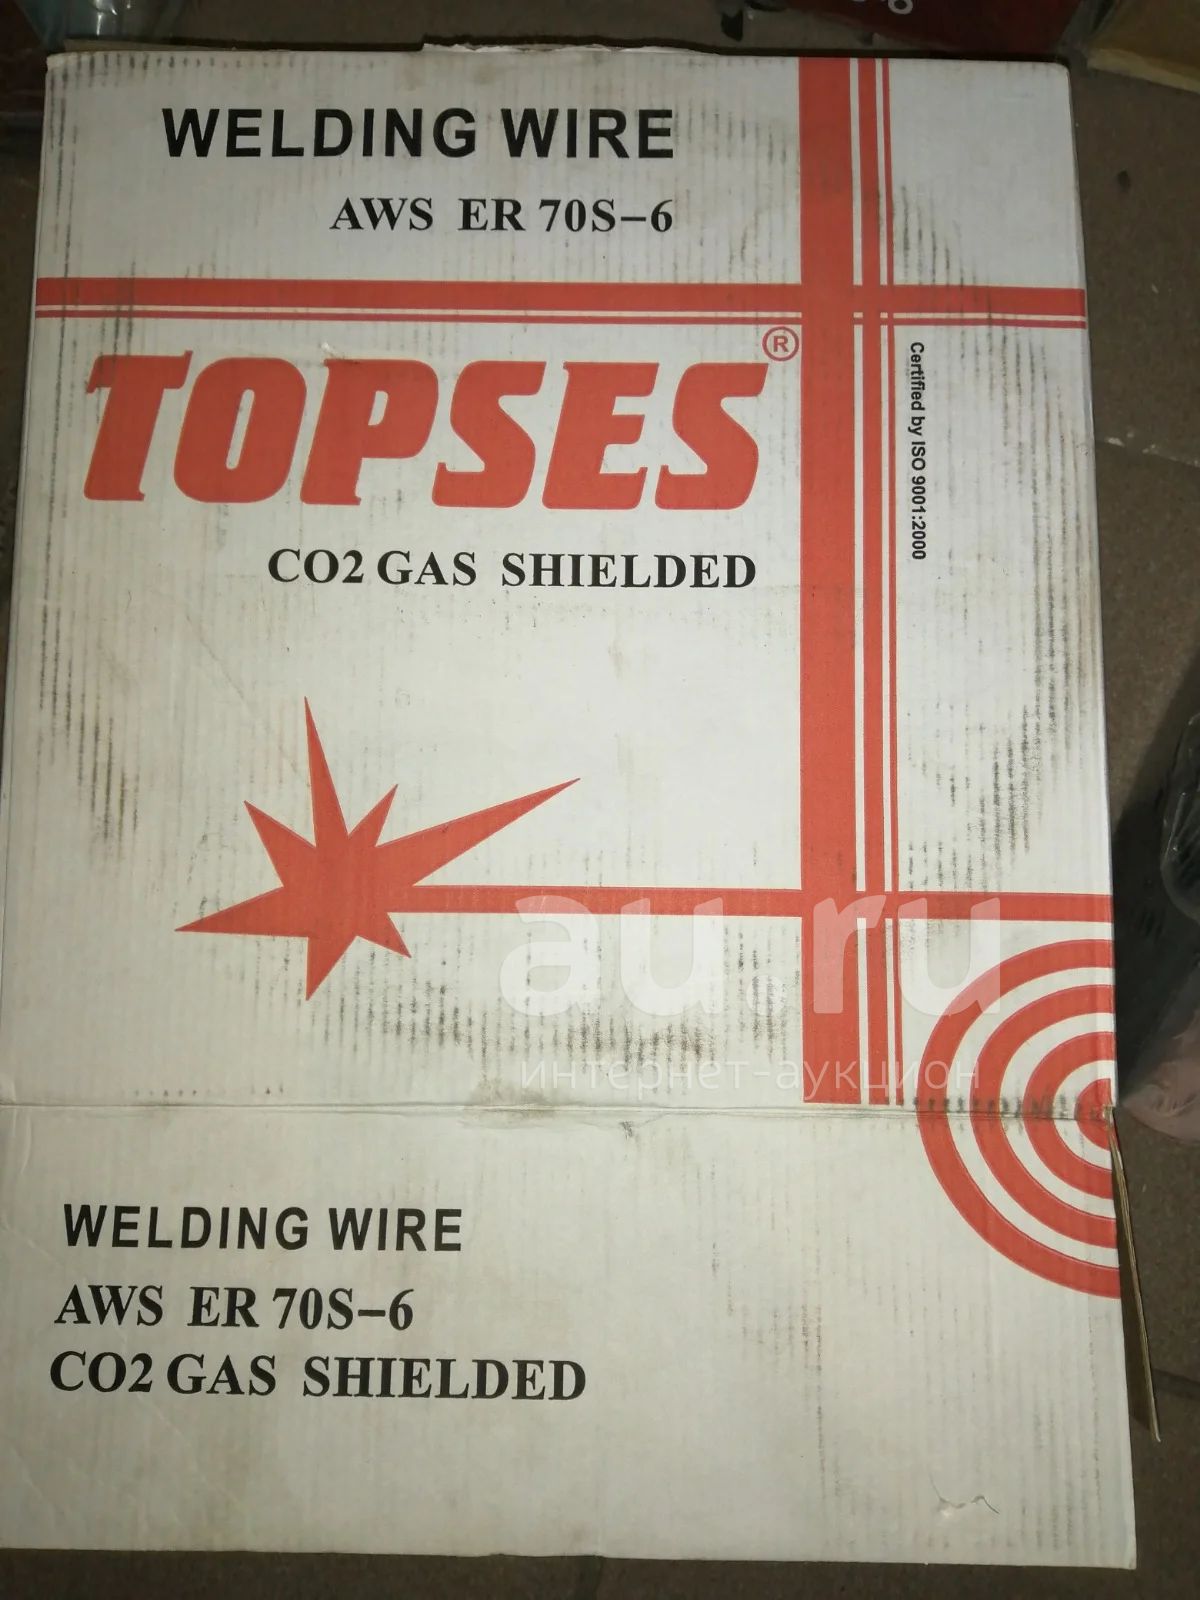 WELDING WIRE
AWS ER 70S-6
TOPSES®
Certified by ISO 9001:2000
CO2 GAS SHIELDED
au.ru
интернет-аукцион
WELDING WIRE
AWS ER 70S-6
CO2 GAS SHIELDED